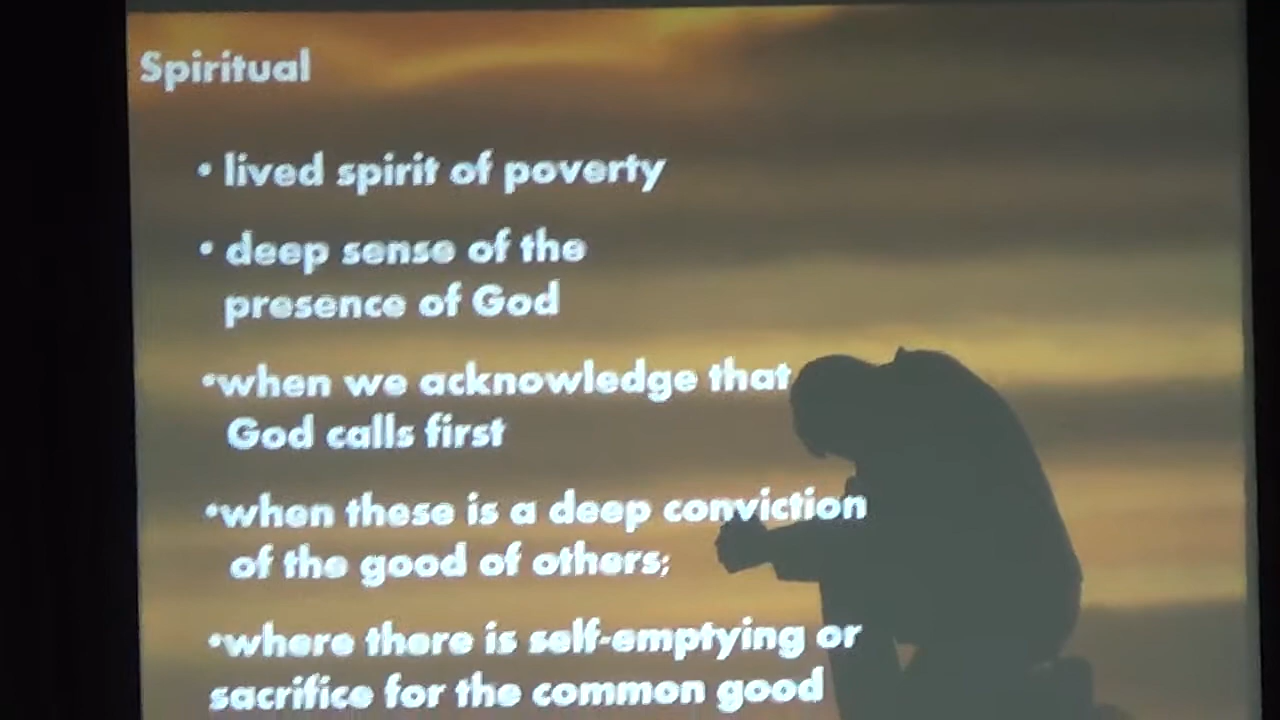 Spiritual
• lived spirit of poverty
• deep sense of the
presence of God
•when we acknowledge that
God calls first
•when these is a deep conviction
of the good of others;
•where there is self-emptying or
sacrifice for the common good